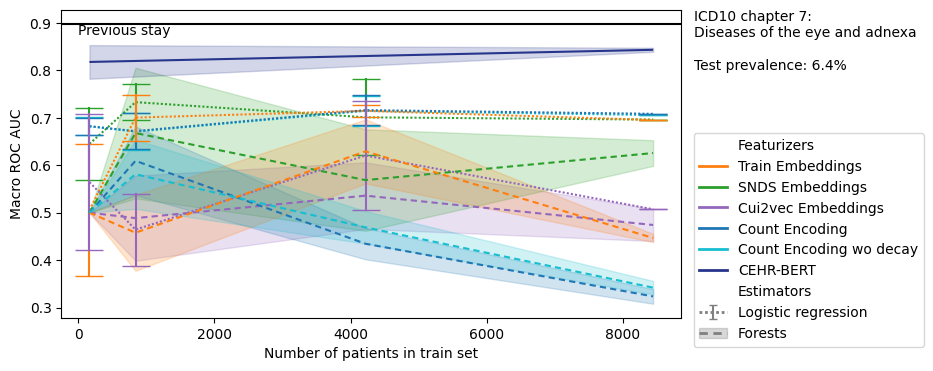 ICD10 chapter 7:
Diseases of the eye and adnexa
Test prevalence: 6.4%
Previous stay
0.9
0.8
0.7
0.6
0.5
0.4
0.3
Macro ROC AUC
0
2000
4000
6000
8000
Number of patients in train set
Featurizers
Train Embeddings
SNDS Embeddings
Cui2vec Embeddings
Count Encoding
Count Encoding wo decay
CEHR-BERT
Estimators
Logistic regression
Forests